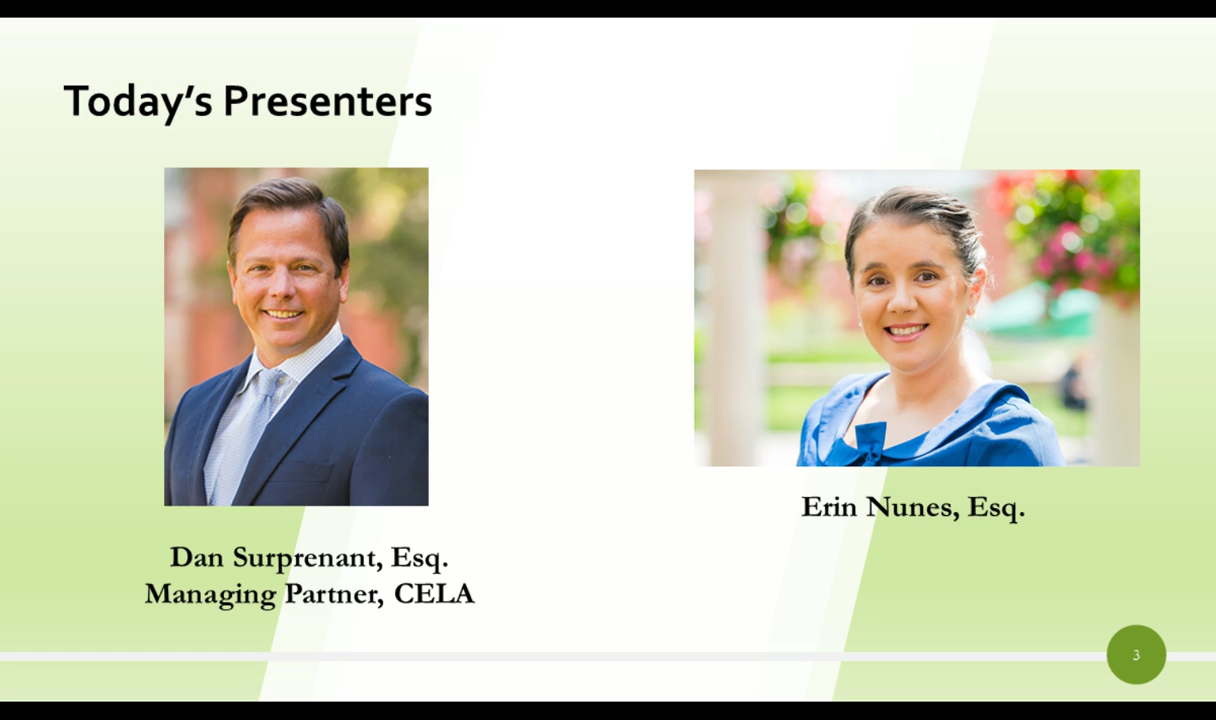 Today’s Presenters
Dan Surprenant, Esq.
Managing Partner, CELA
Erin Nunes, Esq.
3